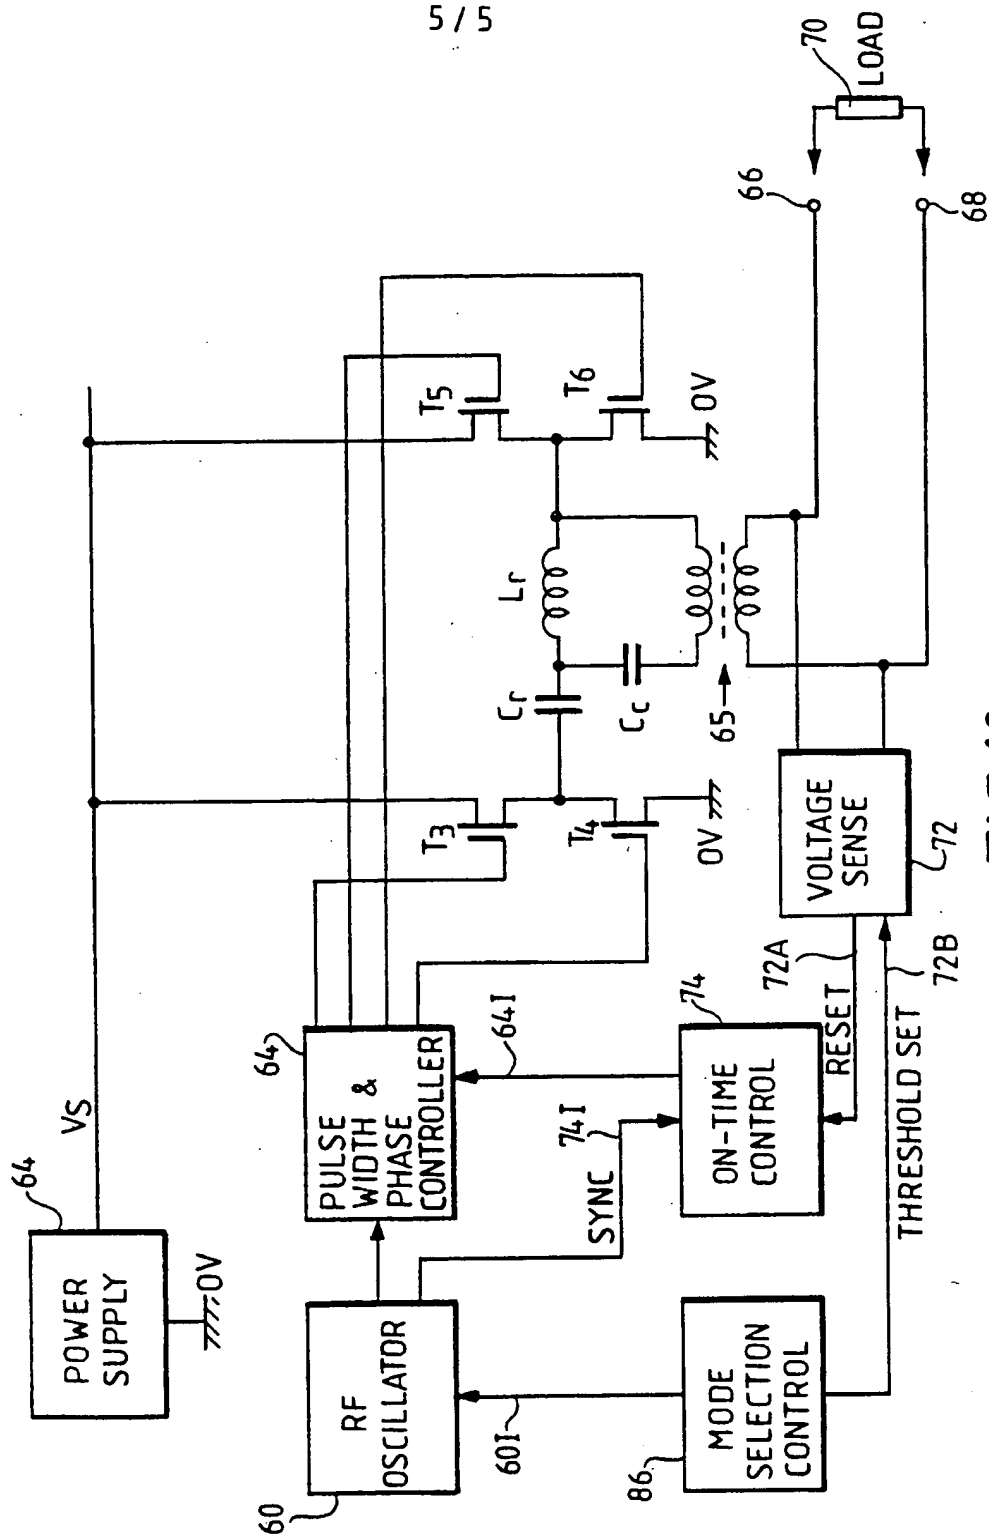 5 / 5
POWER
SUPPLY
64
VS
0V
RF
OSCILLATOR
60
60I
PULSE
WIDTH &
PHASE
CONTROLLER
64
64I
SYNC
74I
MODE
SELECTION
CONTROL
86
ON-TIME
CONTROL
74
RESET
72A
THRESHOLD SET
72B
VOLTAGE
SENSE
72
T3
T4
0V
Cr
Lr
Cc
65
T5
T6
0V
66
68
70
LOAD